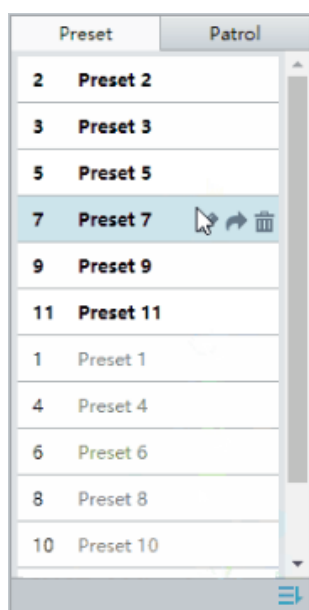 Preset Patrol
2 Preset 2
3 Preset 3
5 Preset 5
7 Preset 7
9 Preset 9
11 Preset 11
1 Preset 1
4 Preset 4
6 Preset 6
8 Preset 8
10 Preset 10